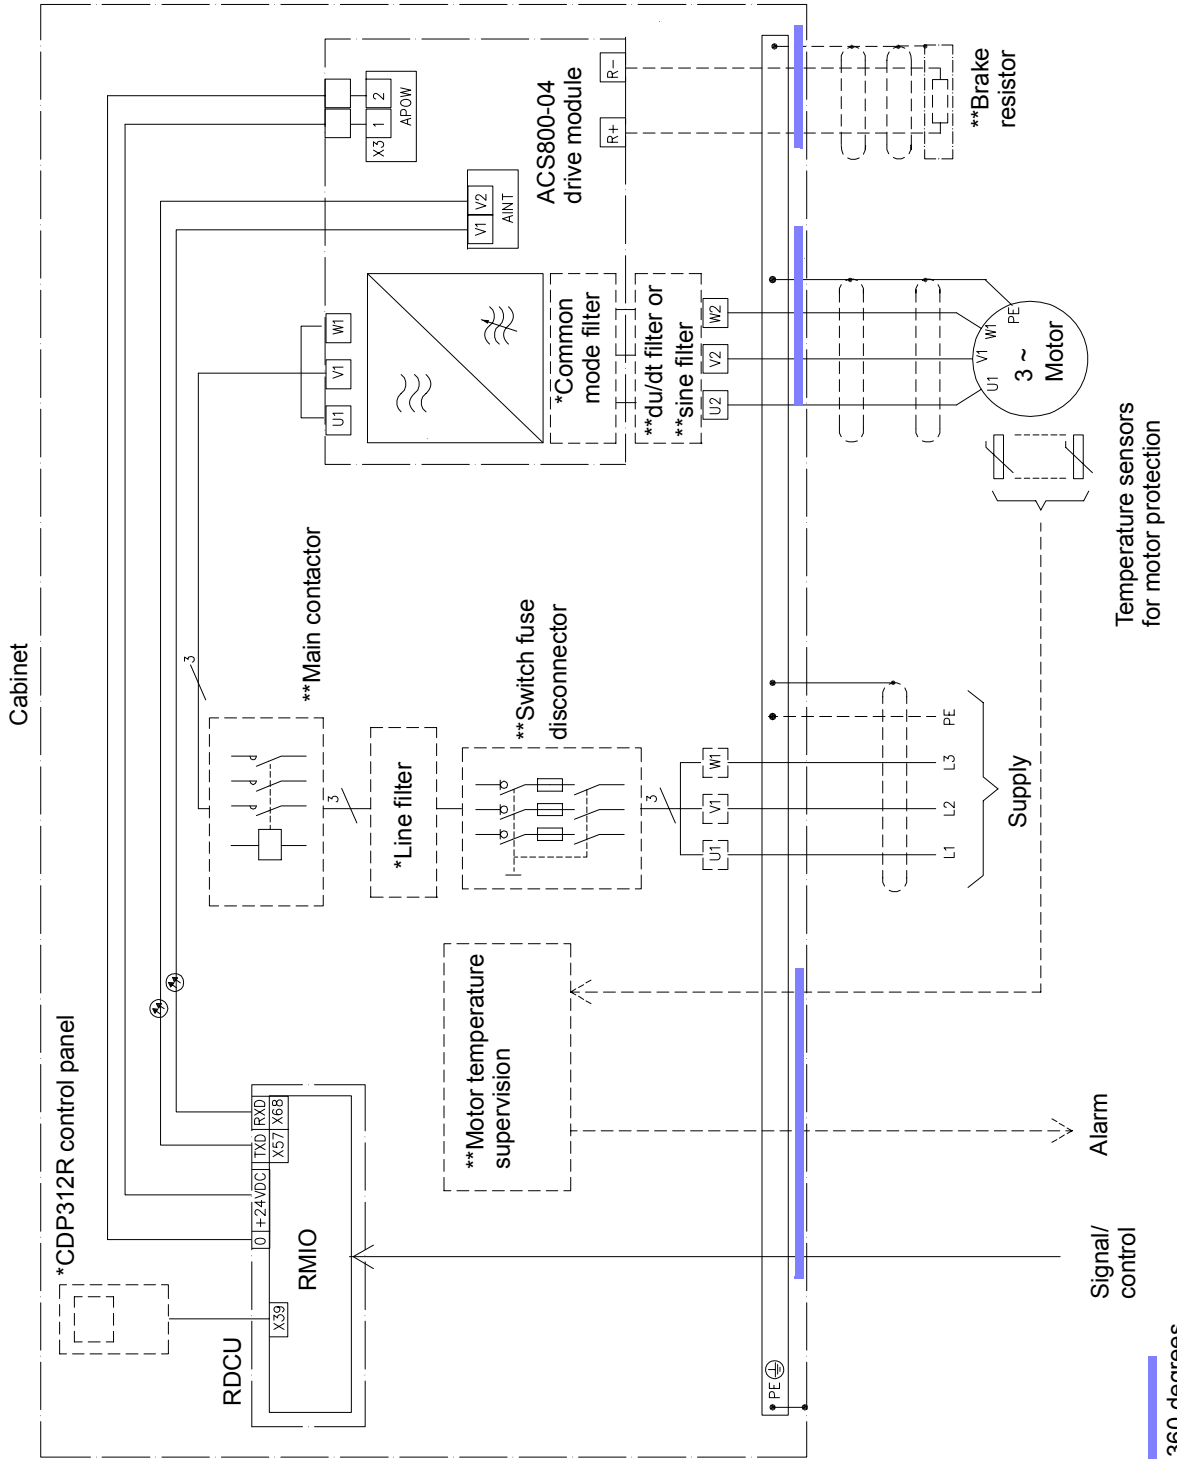 Cabinet
*CDP312R control panel
RDCU
X39
RMIO
0
+24VDC
TXD
RXD
X57
X68
**Main contactor
3
3
*Line filter
**Switch fuse
disconnector
3
U1
V1
W1
L1
L2
L3
PE
Supply
**Motor temperature
supervision
U1
V1
W1
*Common
mode filter
**du/dt filter or
**sine filter
U2
V2
W2
V1
V2
AINT
X3
1
2
APOW
ACS800-04
drive module
R+
R-
**Brake
resistor
U1
V1
W1
PE
3 ~
Motor
Temperature sensors
for motor protection
PE
Signal/
control
Alarm
360 degrees